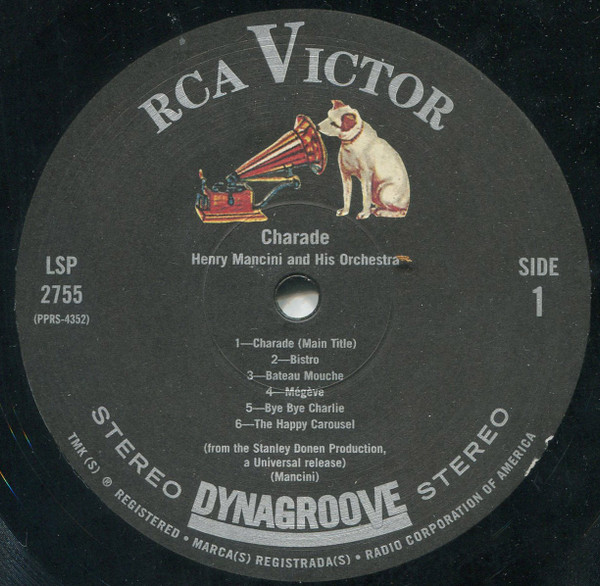 RCA VICTOR
Charade
Henry Mancini and His Orchestra
LSP
2755
(PPRS-4352)
SIDE
1
1—Charade (Main Title)
2—Bistro
3—Bateau Mouche
4—Mégève
5—Bye Bye Charlie
6—The Happy Carousel
(from the Stanley Donen Production,
a Universal release)
(Mancini)
STEREO
DYNAGROOVE
STEREO
TMK(S) ® REGISTERED • MARCA(S) REGISTRADA(S) • RADIO CORPORATION OF AMERICA